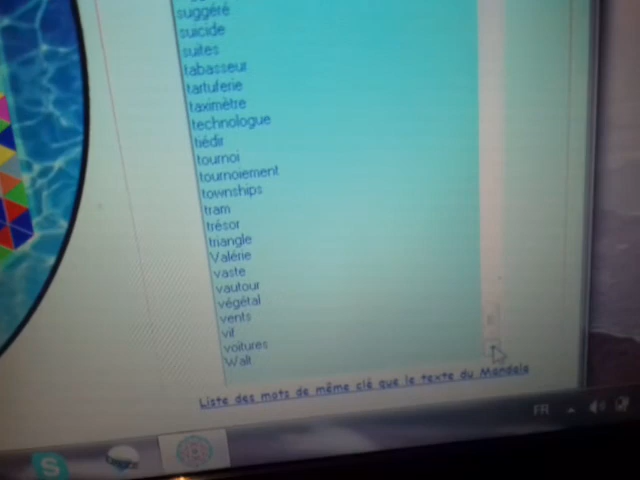 suggéré
suicide
suites
tabasseur
tartuferie
taximètre
technologue
tiédir
tournoi
tournoiement
townships
tram
trésor
triangle
Valérie
vaste
vautour
végétal
vents
vif
voitures
Walt
Liste des mots de même clé que le texte du Mandala
FR
S